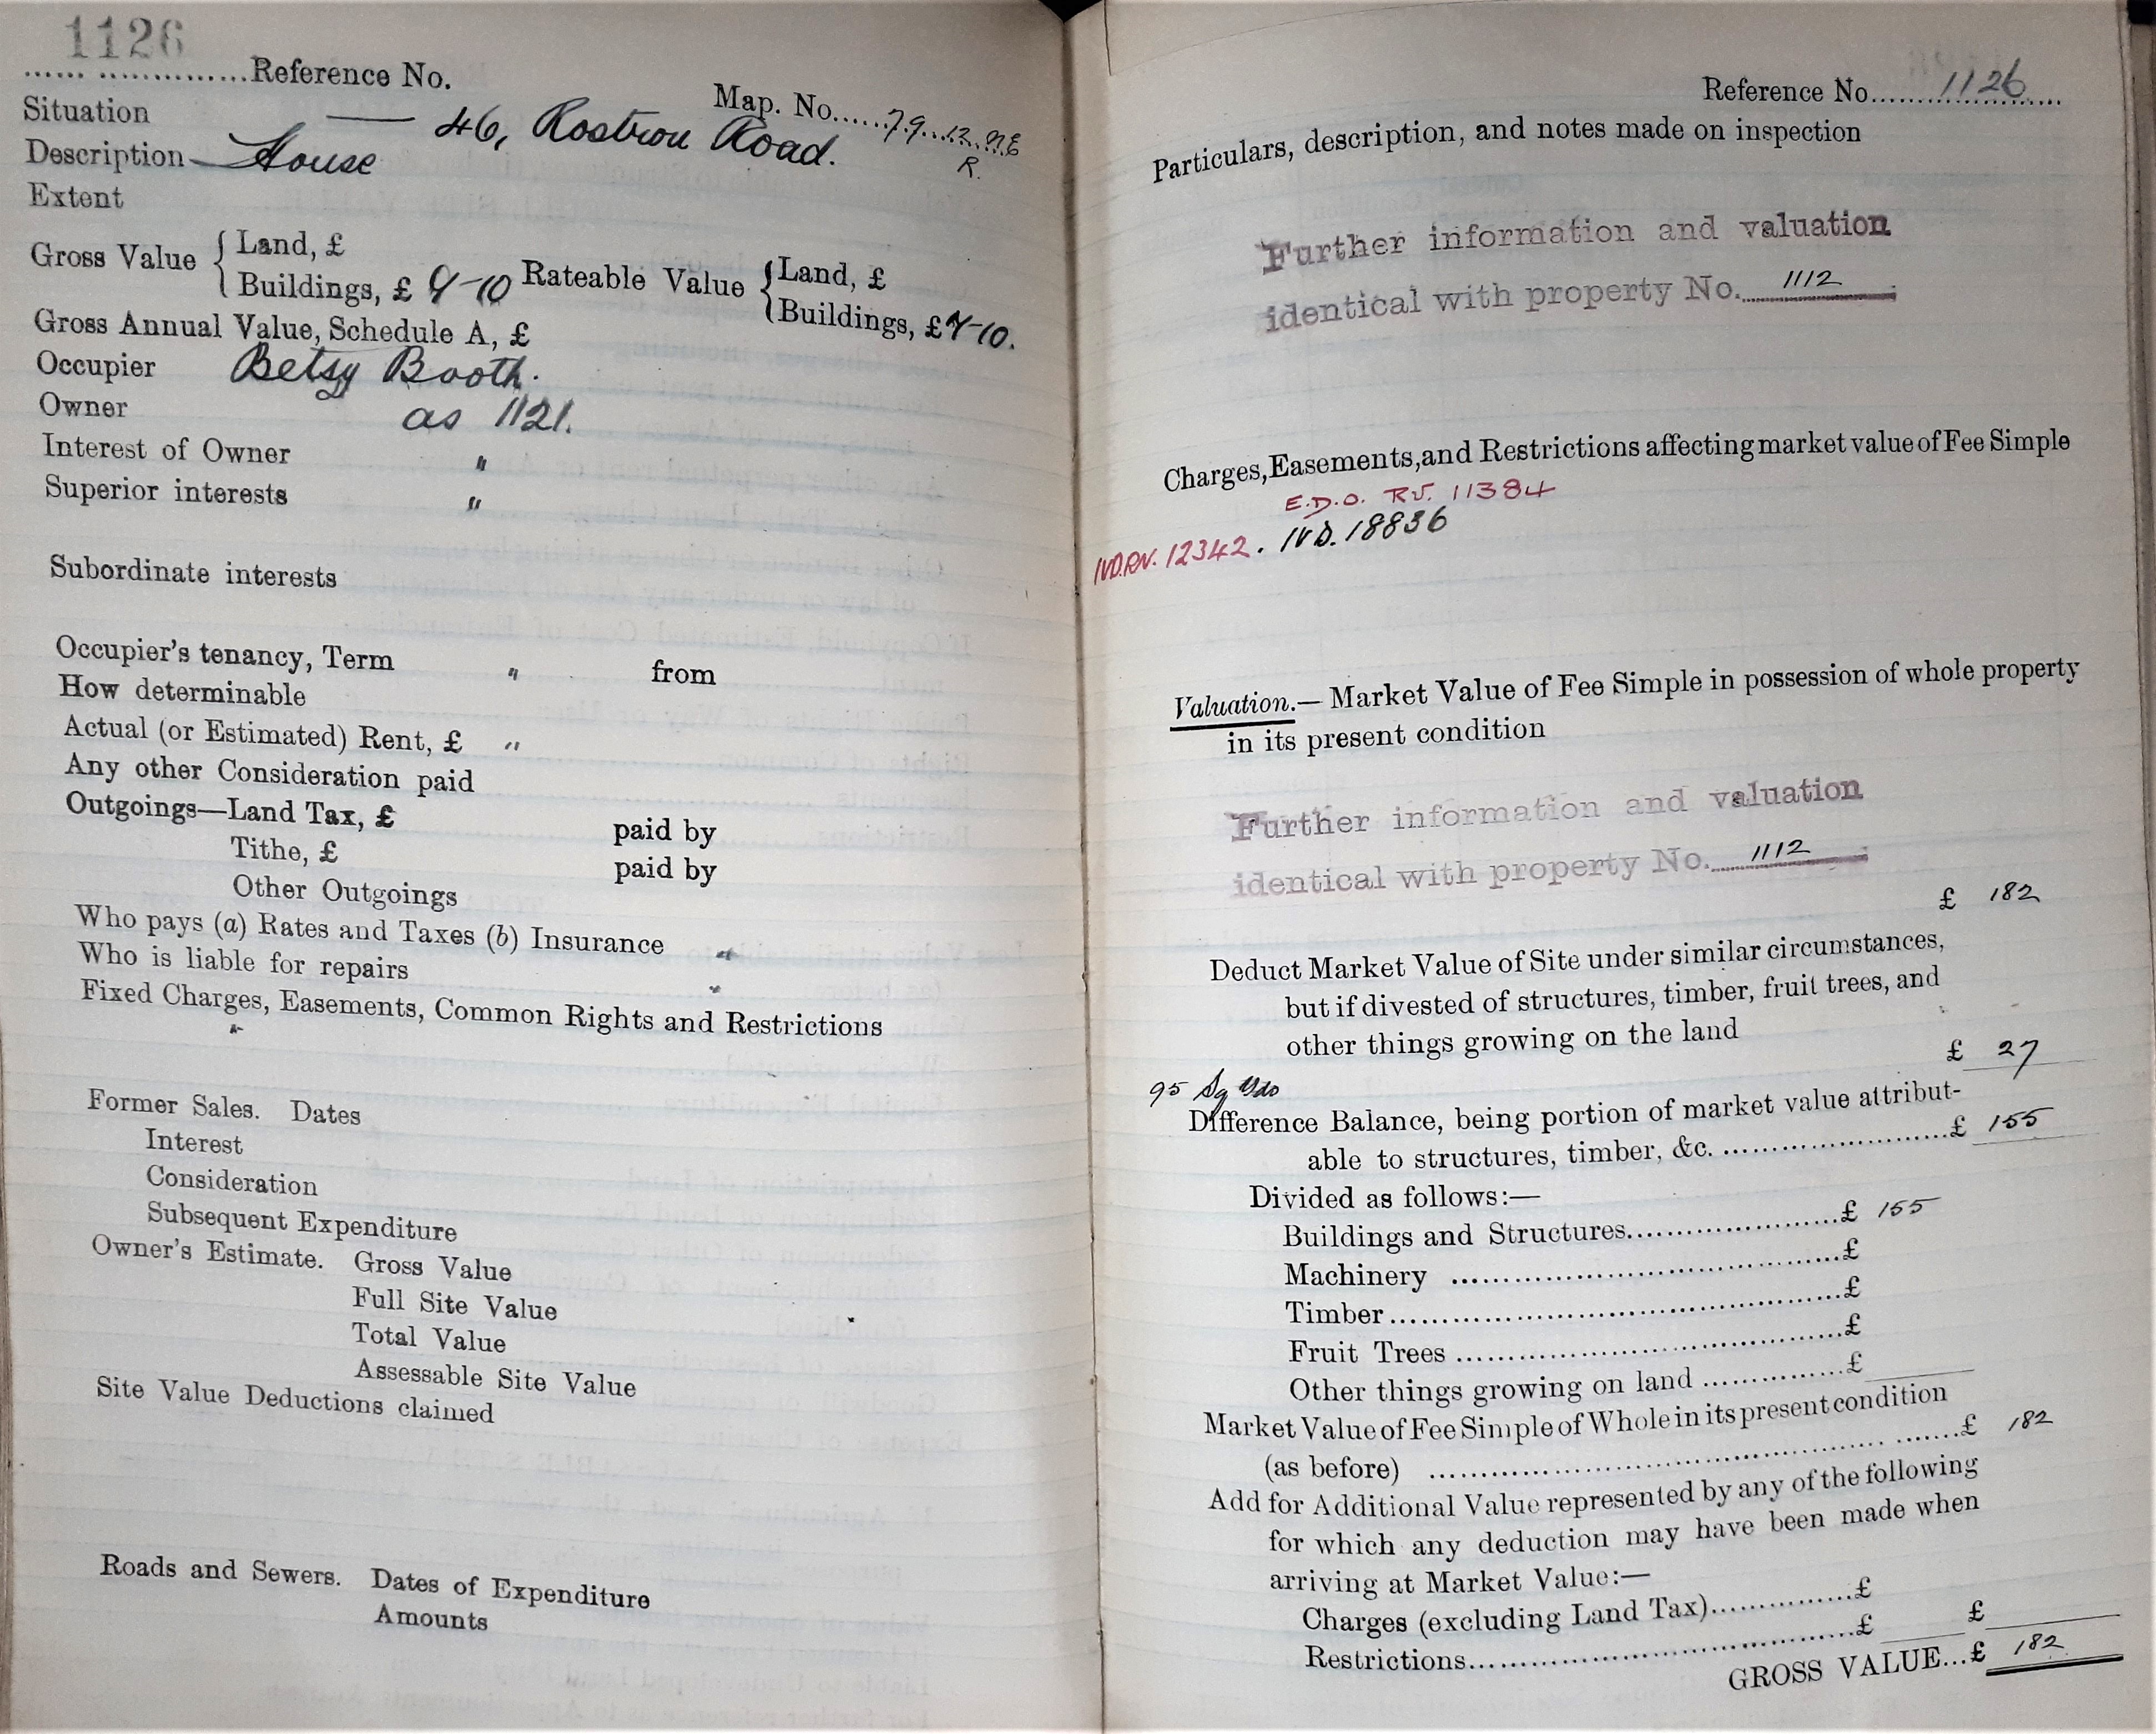 1126
..................Reference No.
Map. No.....79.12.NE
R.
Situation — 46, Rostron Road.
Description — House
Extent
Gross Value { Land, £
Buildings, £ 9-10 Rateable Value { Land, £
Buildings, £ 7-10.
Gross Annual Value, Schedule A, £
Occupier Betsy Booth.
Owner as 1121.
Interest of Owner "
Superior interests "
Subordinate interests
Occupier's tenancy, Term " from
How determinable
Actual (or Estimated) Rent, £ "
Any other Consideration paid
Outgoings—Land Tax, £ paid by
Tithe, £ paid by
Other Outgoings
Who pays (a) Rates and Taxes (b) Insurance "
Who is liable for repairs "
Fixed Charges, Easements, Common Rights and Restrictions
"
Former Sales. Dates
Interest
Consideration
Subsequent Expenditure
Owner's Estimate. Gross Value
Full Site Value
Total Value
Assessable Site Value
Site Value Deductions claimed
Roads and Sewers. Dates of Expenditure
Amounts
Reference No. 1126
Particulars, description, and notes made on inspection
Further information and valuation
identical with property No. 1112
Charges, Easements, and Restrictions affecting market value of Fee Simple
E.D.O. RV. 11384
IVD.RV. 12342. IVD. 18836
Valuation.— Market Value of Fee Simple in possession of whole property
in its present condition
Further information and valuation
identical with property No. 1112
£ 182
Deduct Market Value of Site under similar circumstances,
but if divested of structures, timber, fruit trees, and
other things growing on the land
£ 27
95 Sq Yds
Difference Balance, being portion of market value attribut-
able to structures, timber, &c. ..................£ 155
Divided as follows:—
Buildings and Structures..................£ 155
Machinery ..................£
Timber..................£
Fruit Trees ..................£
Other things growing on land ..................£
Market Value of Fee Simple of Whole in its present condition
(as before) ..................£ 182
Add for Additional Value represented by any of the following
for which any deduction may have been made when
arriving at Market Value:—
Charges (excluding Land Tax)..................£
Restrictions..................£ £
GROSS VALUE...£ 182